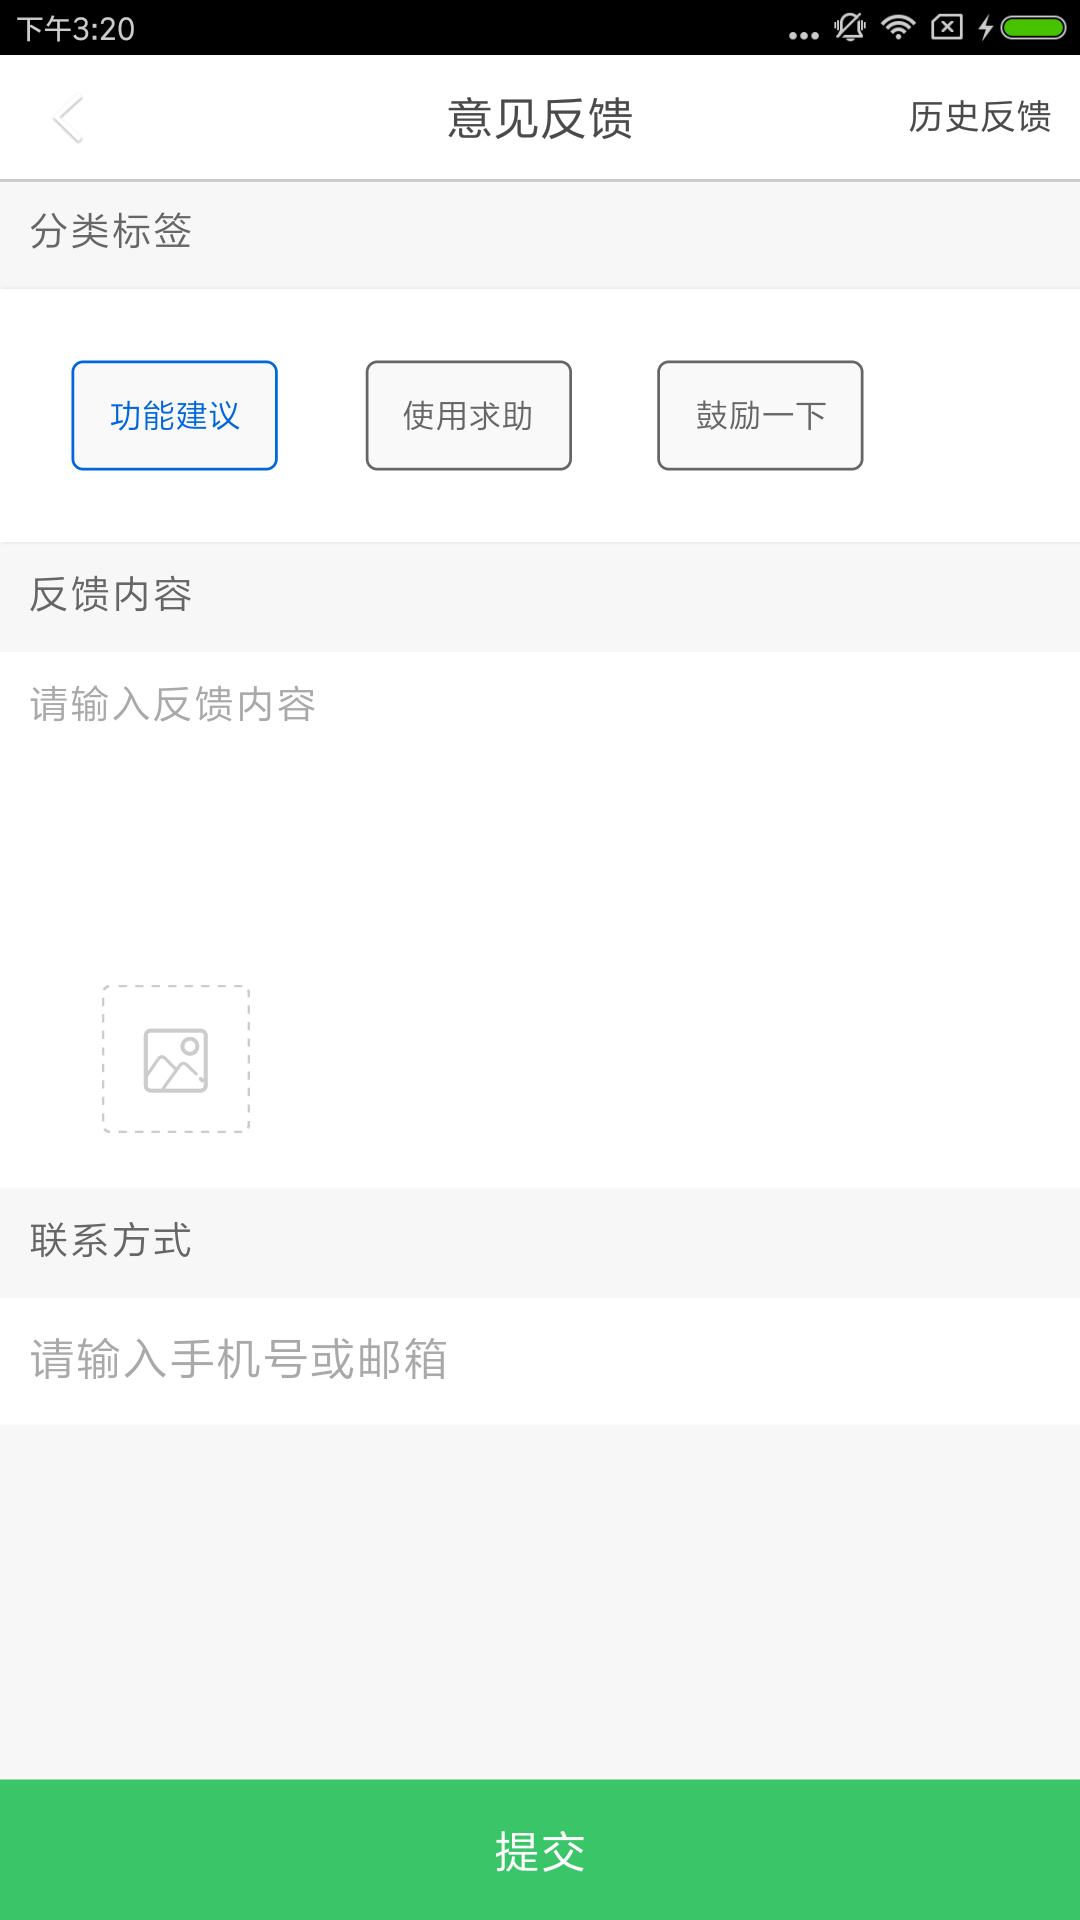 下午3:20
意见反馈
历史反馈
分类标签
功能建议
使用求助
鼓励一下
反馈内容
请输入反馈内容
联系方式
请输入手机号或邮箱
提交